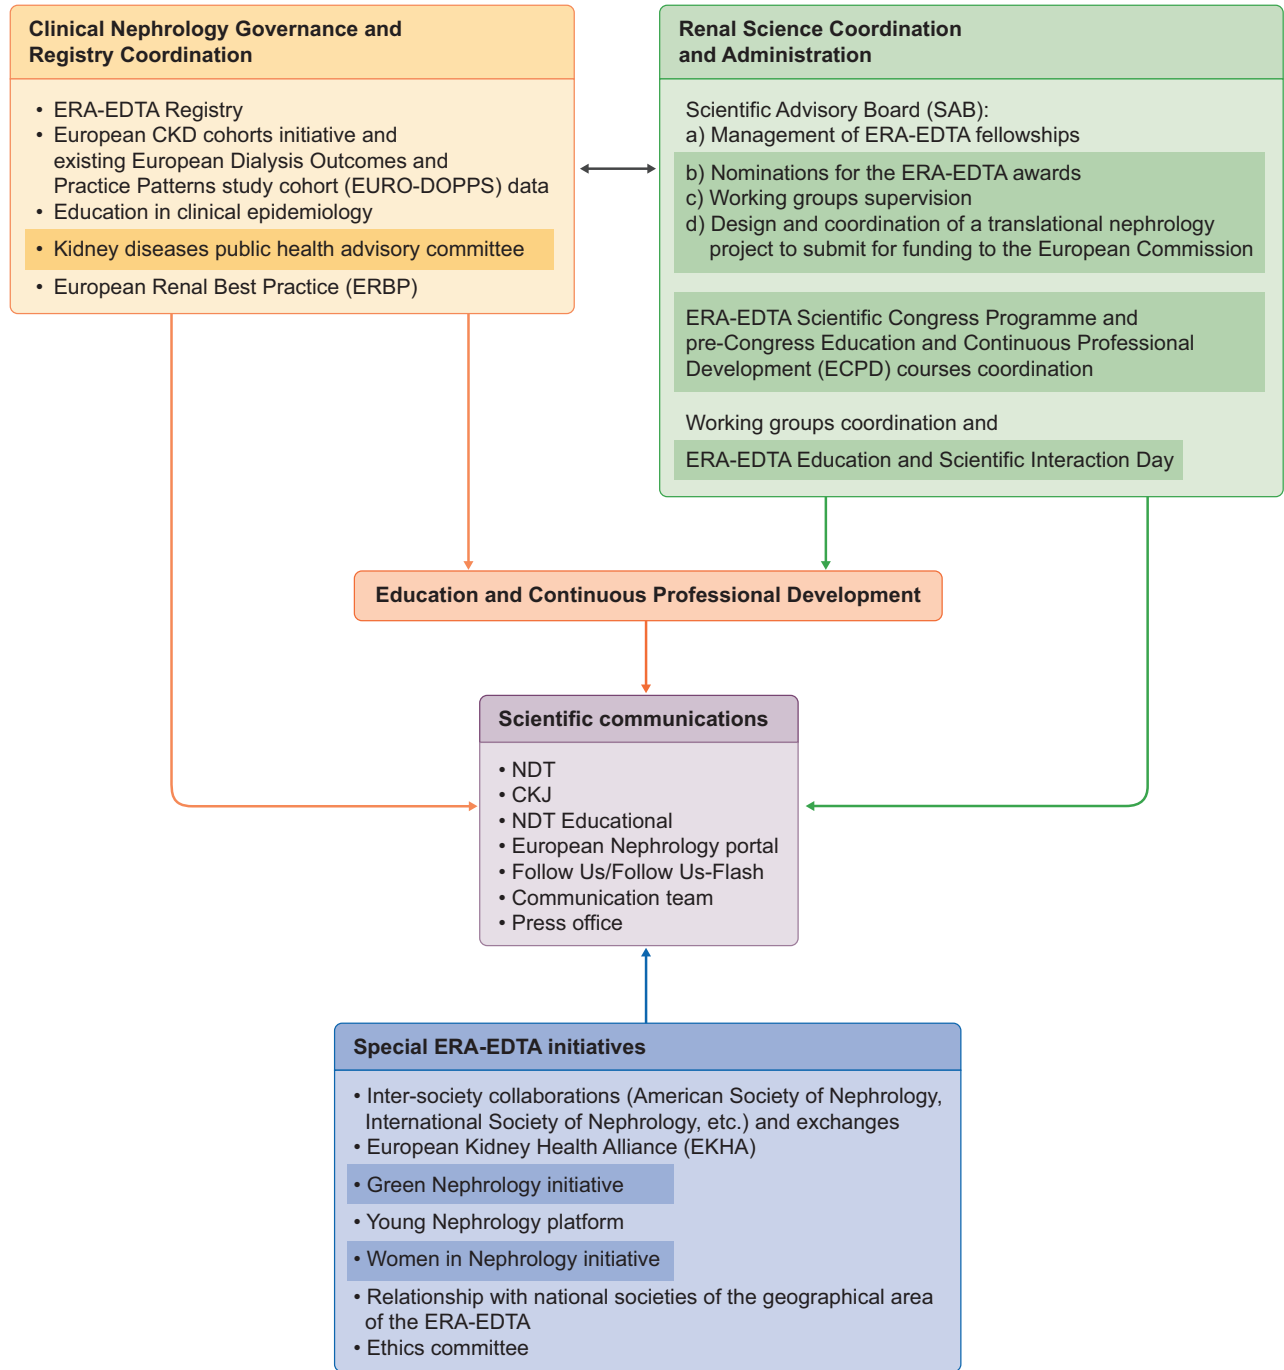 Clinical Nephrology Governance and
Registry Coordination
• ERA-EDTA Registry
• European CKD cohorts initiative and
existing European Dialysis Outcomes and
Practice Patterns study cohort (EURO-DOPPS) data
• Education in clinical epidemiology
• Kidney diseases public health advisory committee
• European Renal Best Practice (ERBP)
Renal Science Coordination
and Administration
Scientific Advisory Board (SAB):
a) Management of ERA-EDTA fellowships
b) Nominations for the ERA-EDTA awards
c) Working groups supervision
d) Design and coordination of a translational nephrology
project to submit for funding to the European Commission
ERA-EDTA Scientific Congress Programme and
pre-Congress Education and Continuous Professional
Development (ECPD) courses coordination
Working groups coordination and
ERA-EDTA Education and Scientific Interaction Day
Education and Continuous Professional Development
Scientific communications
• NDT
• CKJ
• NDT Educational
• European Nephrology portal
• Follow Us/Follow Us-Flash
• Communication team
• Press office
Special ERA-EDTA initiatives
• Inter-society collaborations (American Society of Nephrology,
International Society of Nephrology, etc.) and exchanges
• European Kidney Health Alliance (EKHA)
• Green Nephrology initiative
• Young Nephrology platform
• Women in Nephrology initiative
• Relationship with national societies of the geographical area
of the ERA-EDTA
• Ethics committee